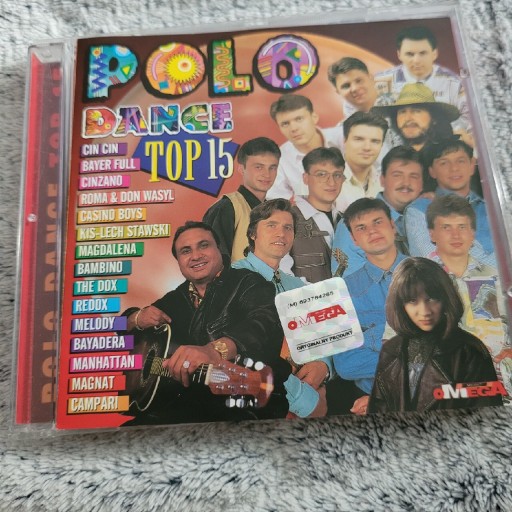 POLO
DANCE
TOP 15
CIN CIN
BAYER FULL
CINZANO
ROMA & DON WASYL
CASINO BOYS
KIS-LECH STAWSKI
MAGDALENA
BAMBINO
THE DOX
REDOX
MELODY
BAYADERA
MANHATTAN
MAGNAT
CAMPARI
OMEGA
ORYGINALNY PRODUKT
OMEGA
POLO DANCE TOP 15